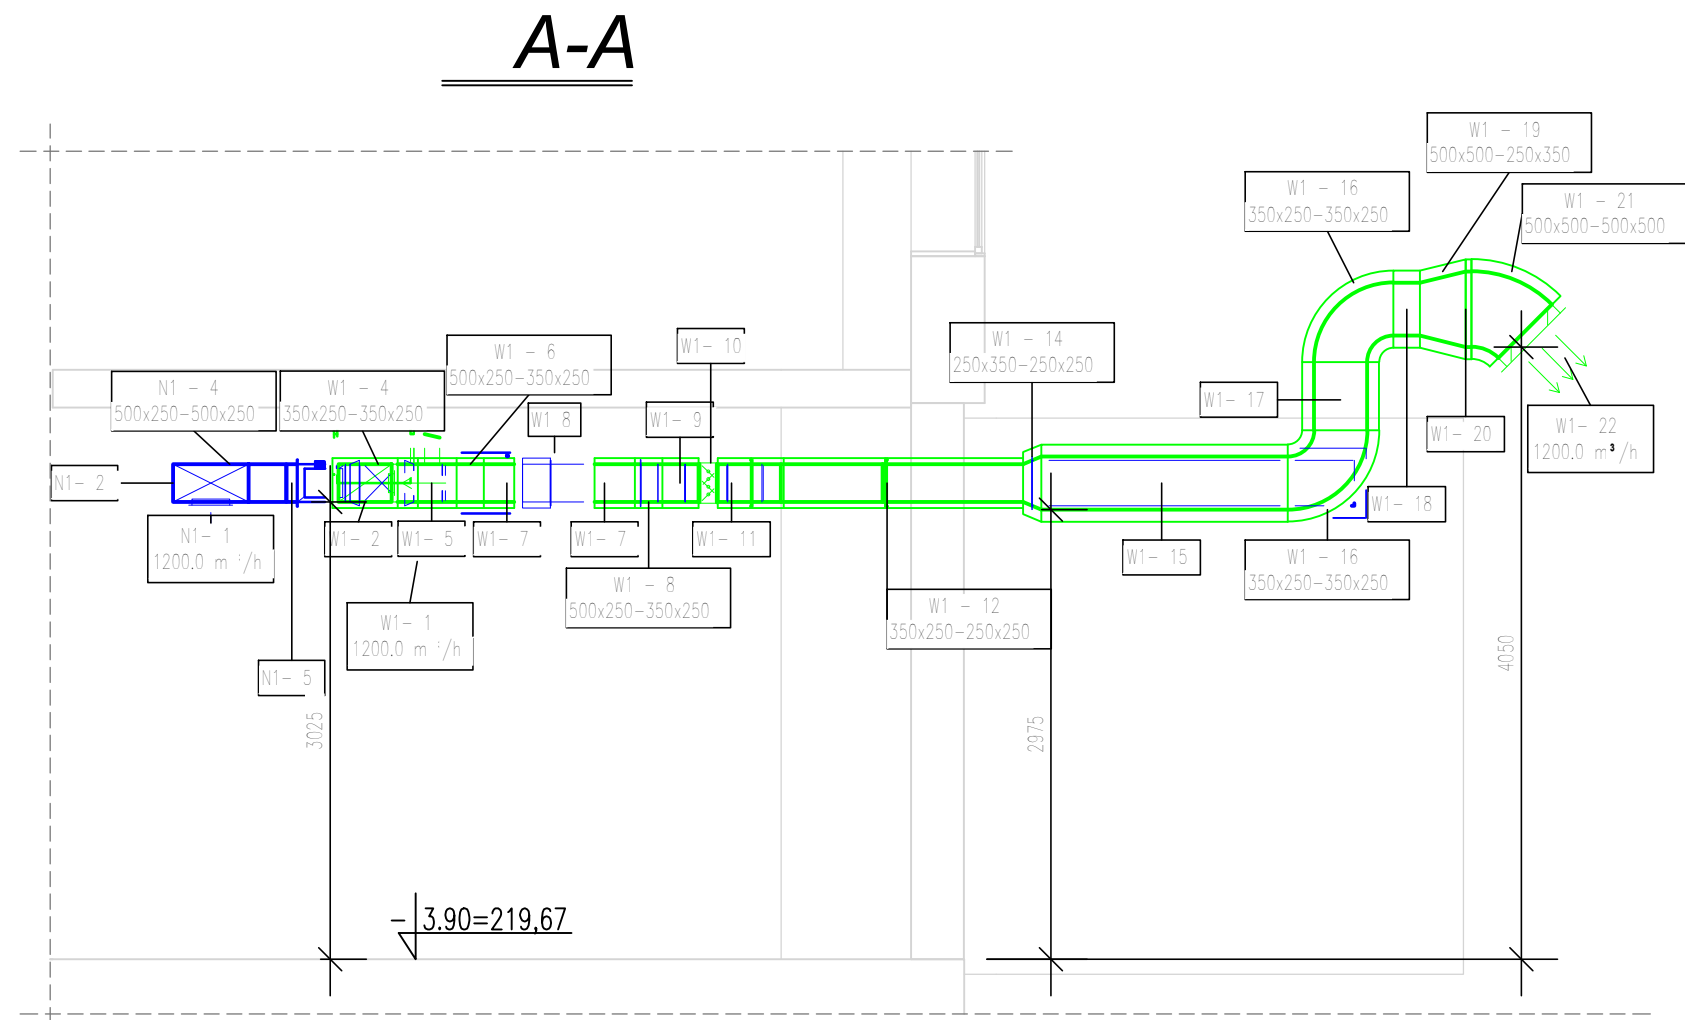 A-A
W1 - 19
500x500-250x350
W1 - 16
350x250-350x250
W1 - 21
500x500-500x500
W1- 10
W1 - 14
250x350-250x250
W1 - 6
500x250-350x250
N1 - 4
500x250-500x250
W1 - 4
350x250-350x250
W1 8
W1- 9
W1- 17
W1- 20
W1- 22
1200.0 m³/h
N1- 2
W1- 18
N1- 1
1200.0 m³/h
W1- 2
W1- 5
W1- 7
W1- 7
W1- 11
W1- 15
W1 - 16
350x250-350x250
W1 - 8
500x250-350x250
W1- 1
1200.0 m³/h
W1 - 12
350x250-250x250
N1- 5
3025
2975
4050
- 3.90=219,67